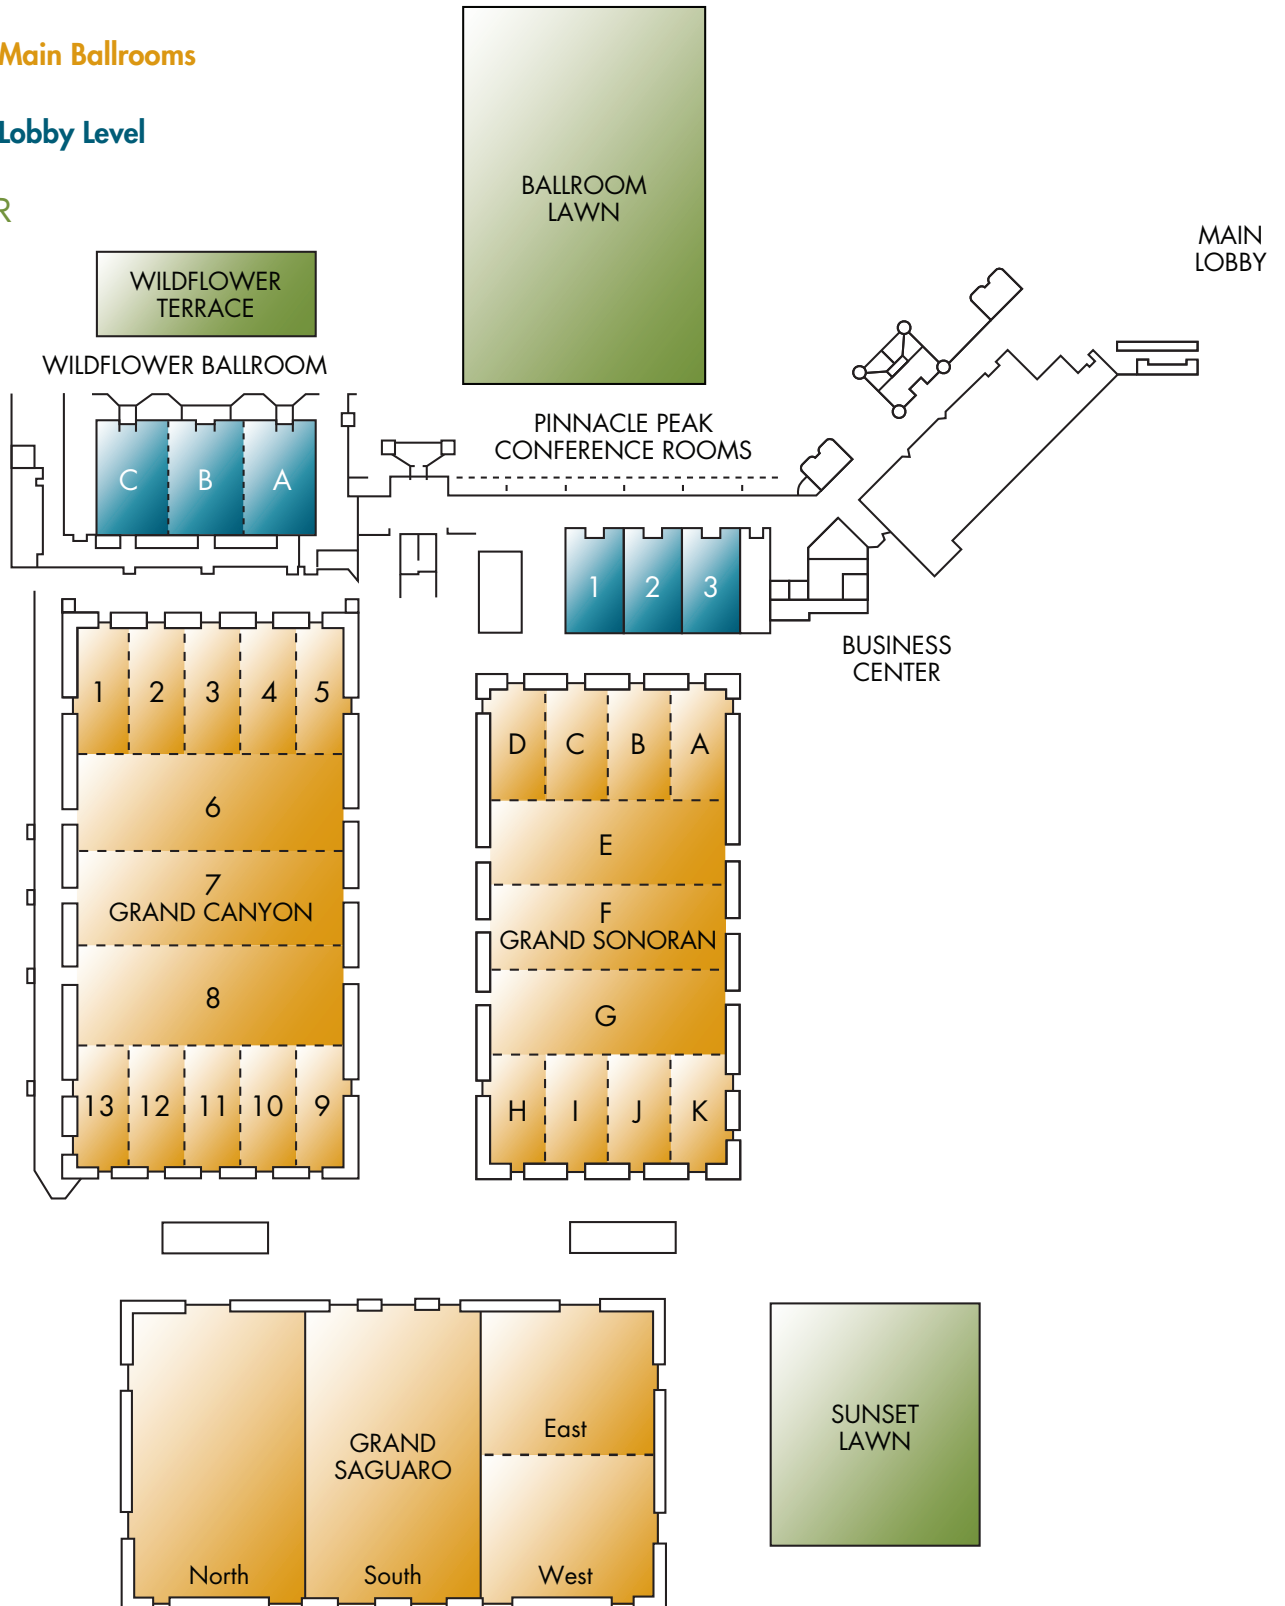 Main Ballrooms
Lobby Level
R
BALLROOM
LAWN
MAIN
LOBBY
WILDFLOWER
TERRACE
WILDFLOWER BALLROOM
PINNACLE PEAK
CONFERENCE ROOMS
C B A
1 2 3
BUSINESS
CENTER
1 2 3 4 5
6
7
GRAND CANYON
8
13 12 11 10 9
D C B A
E
F
GRAND SONORAN
G
H I J K
GRAND
SAGUARO
East
North South West
SUNSET
LAWN